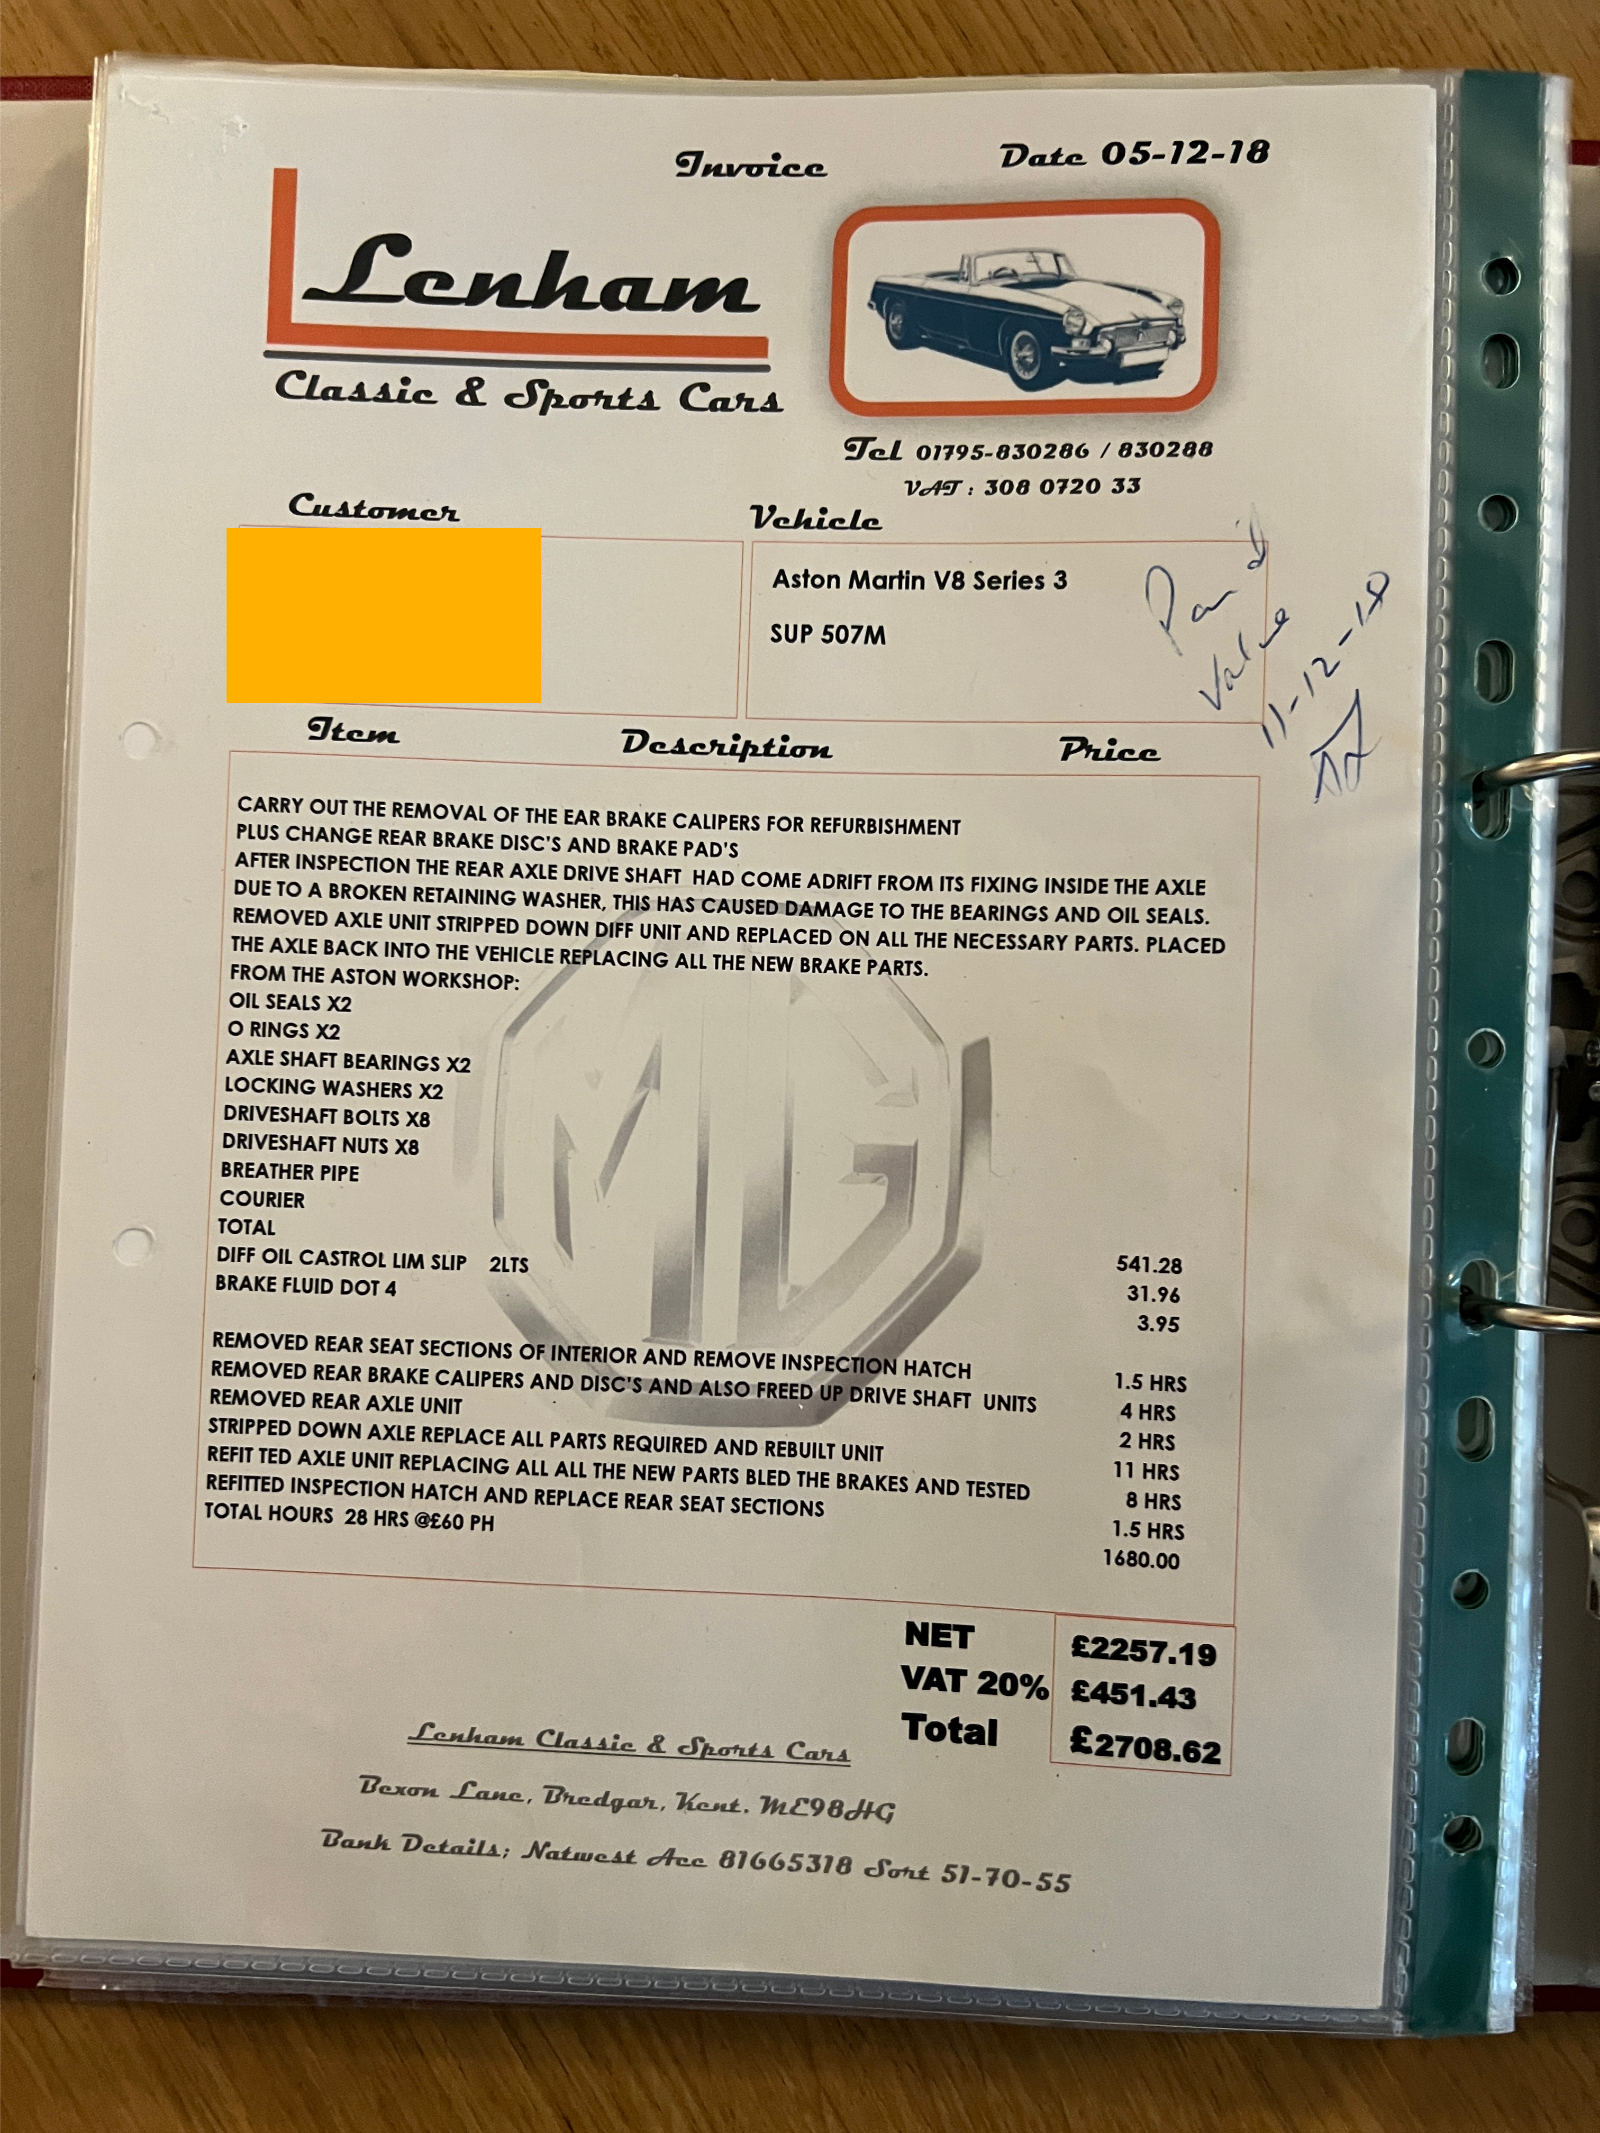 Invoice
Date 05-12-18
Lenham
Classic & Sports Cars
Tel 01795-830286 / 830288
VAT : 308 0720 33
Customer
Vehicle
Aston Martin V8 Series 3
SUP 507M
11-12-18
Item Description Price
CARRY OUT THE REMOVAL OF THE EAR BRAKE CALIPERS FOR REFURBISHMENT
PLUS CHANGE REAR BRAKE DISC'S AND BRAKE PAD'S
AFTER INSPECTION THE REAR AXLE DRIVE SHAFT HAD COME ADRIFT FROM ITS FIXING INSIDE THE AXLE
DUE TO A BROKEN RETAINING WASHER, THIS HAS CAUSED DAMAGE TO THE BEARINGS AND OIL SEALS.
REMOVED AXLE UNIT STRIPPED DOWN DIFF UNIT AND REPLACED ON ALL THE NECESSARY PARTS. PLACED
THE AXLE BACK INTO THE VEHICLE REPLACING ALL THE NEW BRAKE PARTS.
FROM THE ASTON WORKSHOP:
OIL SEALS X2
O RINGS X2
AXLE SHAFT BEARINGS X2
LOCKING WASHERS X2
DRIVESHAFT BOLTS X8
DRIVESHAFT NUTS X8
BREATHER PIPE
COURIER
TOTAL 541.28
DIFF OIL CASTROL LIM SLIP 2LTS 31.96
BRAKE FLUID DOT 4 3.95
REMOVED REAR SEAT SECTIONS OF INTERIOR AND REMOVE INSPECTION HATCH 1.5 HRS
REMOVED REAR BRAKE CALIPERS AND DISC'S AND ALSO FREED UP DRIVE SHAFT UNITS 4 HRS
REMOVED REAR AXLE UNIT 2 HRS
STRIPPED DOWN AXLE REPLACE ALL PARTS REQUIRED AND REBUILT UNIT 11 HRS
REFIT TED AXLE UNIT REPLACING ALL ALL THE NEW PARTS BLED THE BRAKES AND TESTED 8 HRS
REFITTED INSPECTION HATCH AND REPLACE REAR SEAT SECTIONS 1.5 HRS
TOTAL HOURS 28 HRS @£60 PH 1680.00
MG
NET £2257.19
VAT 20% £451.43
Total £2708.62
Lenham Classic & Sports Cars
Bexon Lane, Bredgar, Kent. ME98HG
Bank Details; Natwest Acc 81665318 Sort 51-70-55